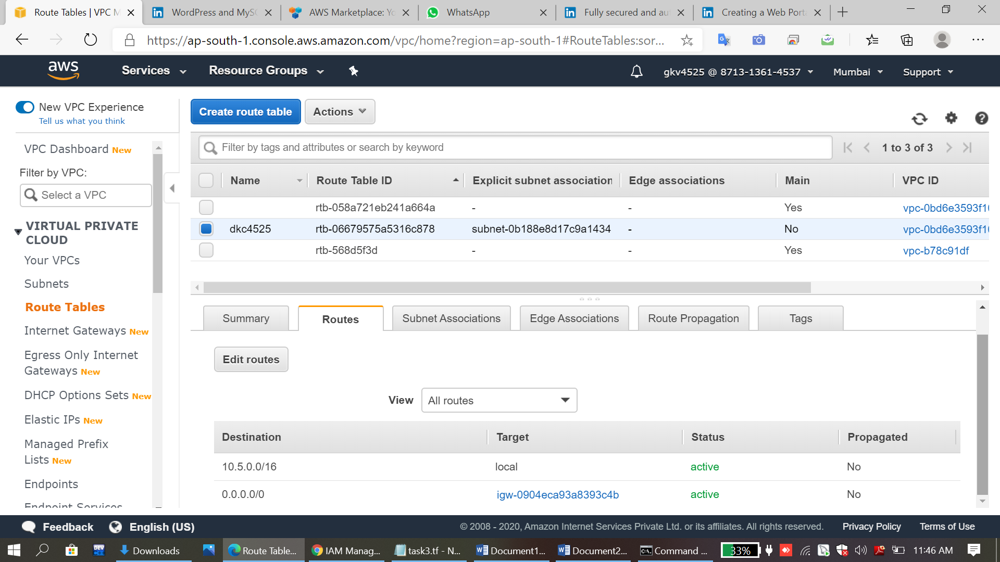 Route Tables | VPC M
WordPress and MySQ
AWS Marketplace: Yo
WhatsApp
Fully secured and au
Creating a Web Porta
https://ap-south-1.console.aws.amazon.com/vpc/home?region=ap-south-1#RouteTables:sor...
aws
Services
Resource Groups
gkv4525 @ 8713-1361-4537
Mumbai
Support
New VPC Experience
Tell us what you think
VPC Dashboard New
Filter by VPC:
Select a VPC
VIRTUAL PRIVATE
CLOUD
Your VPCs
Subnets
Route Tables
Internet Gateways New
Egress Only Internet
Gateways New
DHCP Options Sets New
Elastic IPs New
Managed Prefix
Lists New
Endpoints
Endpoint Services
Create route table
Actions
Filter by tags and attributes or search by keyword
1 to 3 of 3
Name Route Table ID Explicit subnet association Edge associations Main VPC ID
rtb-058a721eb241a664a - - Yes vpc-0bd6e3593f1
dkc4525 rtb-06679575a5316c878 subnet-0b188e8d17c9a1434 - No vpc-0bd6e3593f1
rtb-568d5f3d - - Yes vpc-b78c91df
Summary
Routes
Subnet Associations
Edge Associations
Route Propagation
Tags
Edit routes
View All routes
Destination Target Status Propagated
10.5.0.0/16 local active No
0.0.0.0/0 igw-0904eca93a8393c4b active No
Feedback
English (US)
© 2008 - 2020, Amazon Internet Services Private Ltd. or its affiliates. All rights reserved.
Privacy Policy
Terms of Use
DEV
Downloads
Route Table...
IAM Manag...
task3.tf - N...
Document1...
Document2...
Command ...
33%
11:46 AM